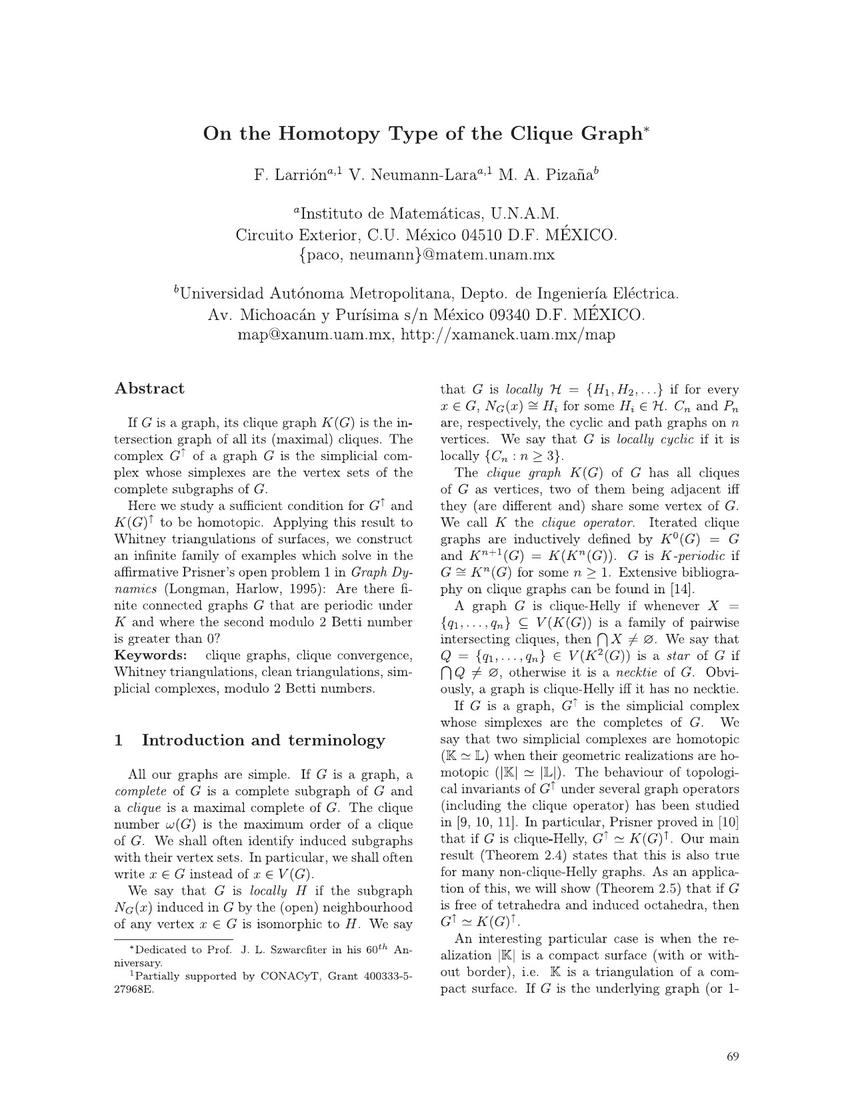 On the Homotopy Type of the Clique Graph*
F. Larrión^{a,1} V. Neumann-Lara^{a,1} M. A. Pizaña^b
^aInstituto de Matemáticas, U.N.A.M.
Circuito Exterior, C.U. México 04510 D.F. MÉXICO.
{paco, neumann}@matem.unam.mx
^bUniversidad Autónoma Metropolitana, Depto. de Ingeniería Eléctrica.
Av. Michoacán y Purísima s/n México 09340 D.F. MÉXICO.
map@xanum.uam.mx, http://xamanek.uam.mx/map
Abstract
If G is a graph, its clique graph K(G) is the in-
tersection graph of all its (maximal) cliques. The
complex G^↑ of a graph G is the simplicial com-
plex whose simplexes are the vertex sets of the
complete subgraphs of G.
Here we study a sufficient condition for G^↑ and
K(G)^↑ to be homotopic. Applying this result to
Whitney triangulations of surfaces, we construct
an infinite family of examples which solve in the
affirmative Prisner's open problem 1 in Graph Dy-
namics (Longman, Harlow, 1995): Are there fi-
nite connected graphs G that are periodic under
K and where the second modulo 2 Betti number
is greater than 0?
Keywords: clique graphs, clique convergence,
Whitney triangulations, clean triangulations, sim-
plicial complexes, modulo 2 Betti numbers.
1 Introduction and terminology
All our graphs are simple. If G is a graph, a
complete of G is a complete subgraph of G and
a clique is a maximal complete of G. The clique
number ω(G) is the maximum order of a clique
of G. We shall often identify induced subgraphs
with their vertex sets. In particular, we shall often
write x ∈ G instead of x ∈ V(G).
We say that G is locally H if the subgraph
N_G(x) induced in G by the (open) neighbourhood
of any vertex x ∈ G is isomorphic to H. We say
*Dedicated to Prof. J. L. Szwarcfiter in his 60^{th} An-
niversary.
^1Partially supported by CONACyT, Grant 400333-5-
27968E.
that G is locally ℋ = {H_1, H_2, …} if for every
x ∈ G, N_G(x) ≅ H_i for some H_i ∈ ℋ. C_n and P_n
are, respectively, the cyclic and path graphs on n
vertices. We say that G is locally cyclic if it is
locally {C_n : n ≥ 3}.
The clique graph K(G) of G has all cliques
of G as vertices, two of them being adjacent iff
they (are different and) share some vertex of G.
We call K the clique operator. Iterated clique
graphs are inductively defined by K^0(G) = G
and K^{n+1}(G) = K(K^n(G)). G is K-periodic if
G ≅ K^n(G) for some n ≥ 1. Extensive bibliogra-
phy on clique graphs can be found in [14].
A graph G is clique-Helly if whenever X =
{q_1, …, q_n} ⊆ V(K(G)) is a family of pairwise
intersecting cliques, then ⋂X ≠ ∅. We say that
Q = {q_1, …, q_n} ∈ V(K^2(G)) is a star of G if
⋂Q ≠ ∅, otherwise it is a necktie of G. Obvi-
ously, a graph is clique-Helly iff it has no necktie.
If G is a graph, G^↑ is the simplicial complex
whose simplexes are the completes of G. We
say that two simplicial complexes are homotopic
(𝕂 ≃ 𝕃) when their geometric realizations are ho-
motopic (|𝕂| ≃ |𝕃|). The behaviour of topologi-
cal invariants of G^↑ under several graph operators
(including the clique operator) has been studied
in [9, 10, 11]. In particular, Prisner proved in [10]
that if G is clique-Helly, G^↑ ≃ K(G)^↑. Our main
result (Theorem 2.4) states that this is also true
for many non-clique-Helly graphs. As an applica-
tion of this, we will show (Theorem 2.5) that if G
is free of tetrahedra and induced octahedra, then
G^↑ ≃ K(G)^↑.
An interesting particular case is when the re-
alization |𝕂| is a compact surface (with or with-
out border), i.e. 𝕂 is a triangulation of a com-
pact surface. If G is the underlying graph (or 1-
69